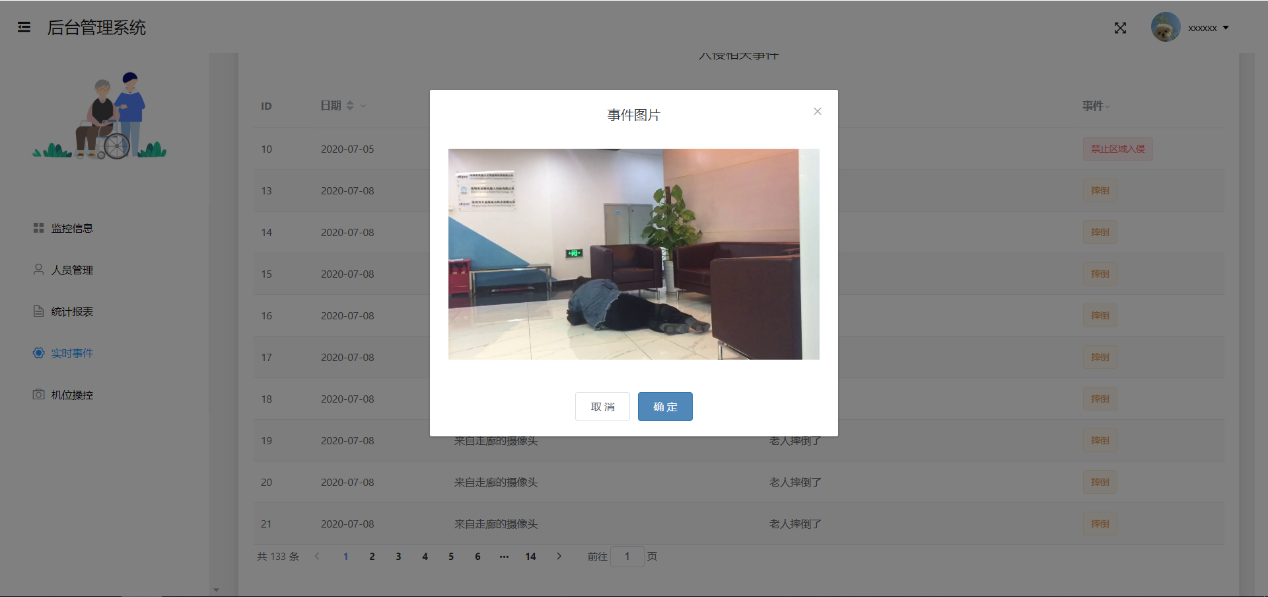 后台管理系统
xxxxxx
入侵相关事件
ID 日期 事件
事件图片
10 2020-07-05 禁止区域入侵
13 2020-07-08 摔倒
监控信息
14 2020-07-08 摔倒
人员管理
15 2020-07-08 摔倒
统计报表
16 2020-07-08 摔倒
实时事件
17 2020-07-08 摔倒
机位操控
18 2020-07-08 摔倒
取消 确定
19 2020-07-08 来自走廊的摄像头 老人摔倒了 摔倒
20 2020-07-08 来自走廊的摄像头 老人摔倒了 摔倒
21 2020-07-08 来自走廊的摄像头 老人摔倒了 摔倒
共 133 条 1 2 3 4 5 6 ··· 14 前往 1 页